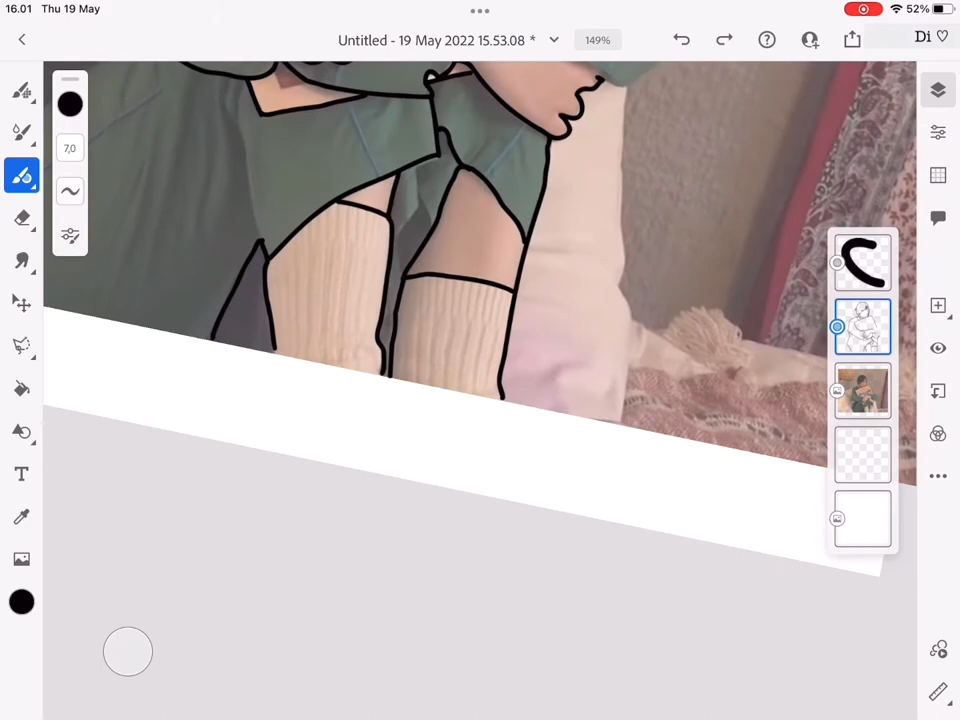 16.01 Thu 19 May
52%
Untitled - 19 May 2022 15.53.08 *
149%
Di ♡
7,0
T